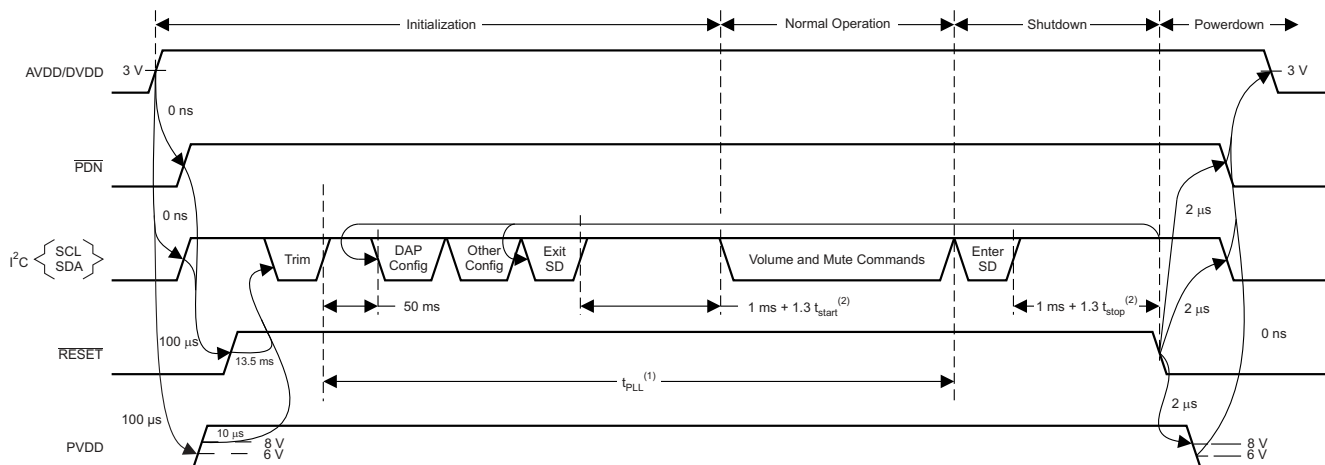 Initialization
Normal Operation
Shutdown
Powerdown
AVDD/DVDD
3 V
3 V
0 ns
PDN
0 ns
2 μs
I²C
SCL
SDA
Trim
DAP
Config
Other
Config
Exit
SD
Volume and Mute Commands
Enter
SD
50 ms
1 ms + 1.3 tstart(2)
1 ms + 1.3 tstop(2)
2 μs
0 ns
100 μs
RESET
13.5 ms
tPLL(1)
100 μs
2 μs
10 μs
PVDD
8 V
6 V
8 V
6 V